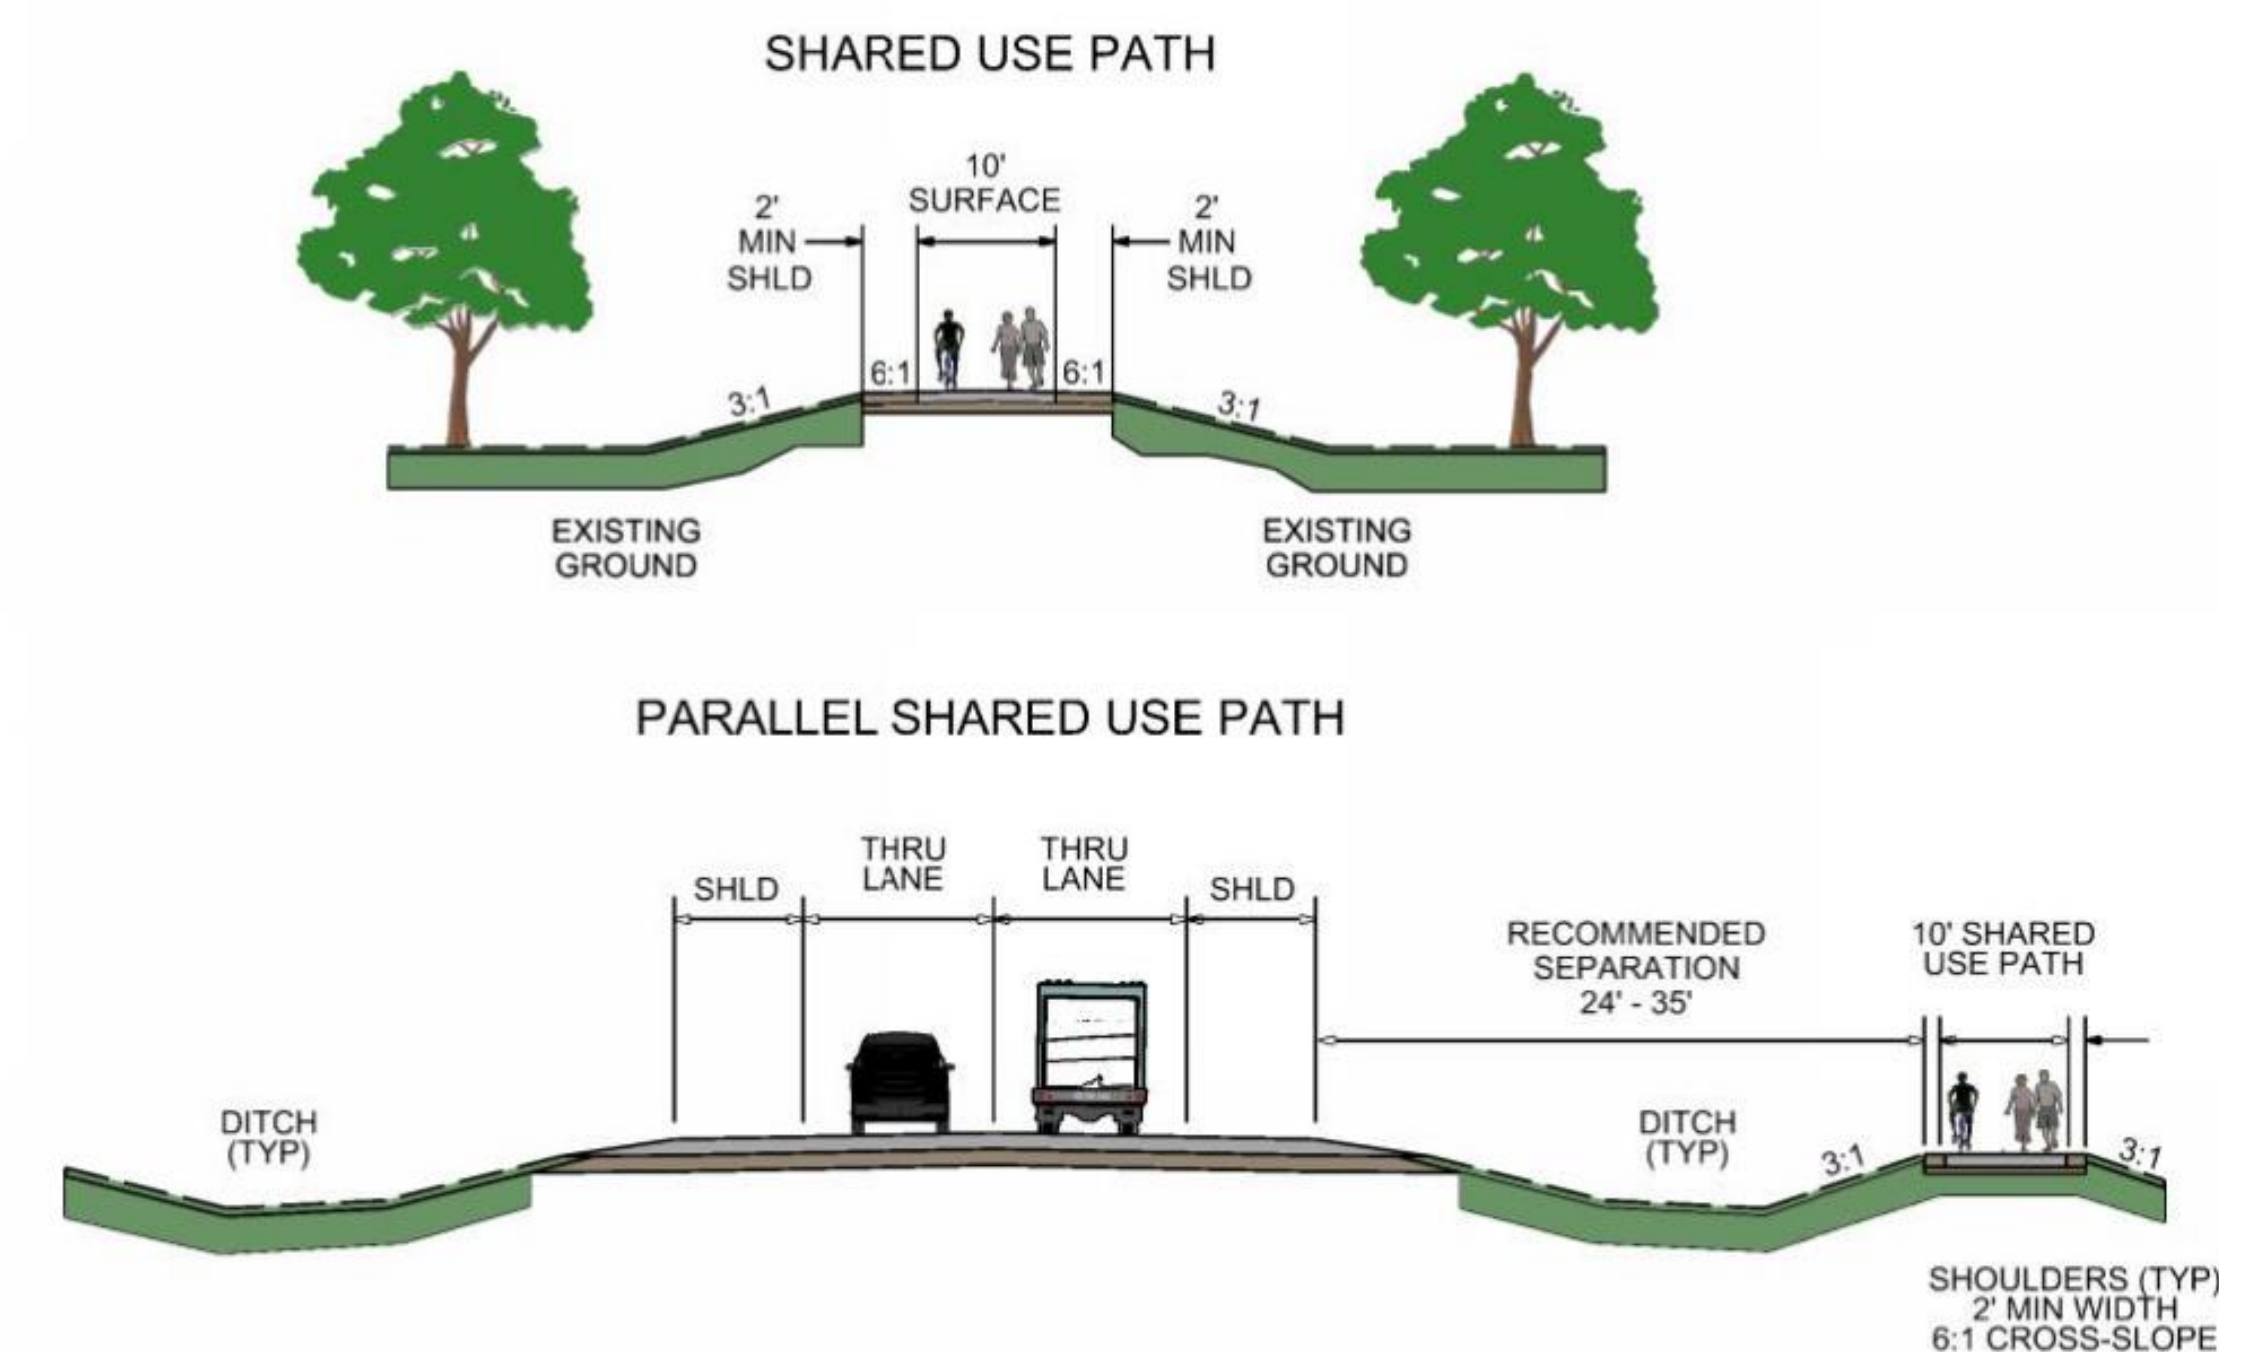 SHARED USE PATH
10'
SURFACE
2'
MIN
SHLD
2'
MIN
SHLD
6:1
6:1
3:1
3:1
EXISTING
GROUND
EXISTING
GROUND
PARALLEL SHARED USE PATH
SHLD
THRU
LANE
THRU
LANE
SHLD
RECOMMENDED
SEPARATION
24' - 35'
10' SHARED
USE PATH
DITCH
(TYP)
DITCH
(TYP)
3:1
3:1
SHOULDERS (TYP)
2' MIN WIDTH
6:1 CROSS-SLOPE